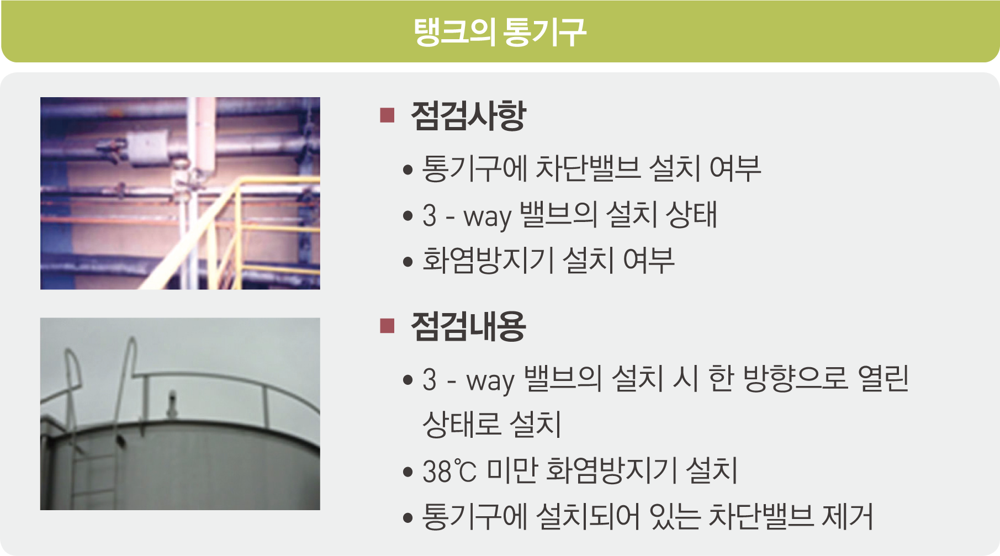 탱크의 통기구
■ 점검사항
• 통기구에 차단밸브 설치 여부
• 3 - way 밸브의 설치 상태
• 화염방지기 설치 여부
■ 점검내용
• 3 - way 밸브의 설치 시 한 방향으로 열린
상태로 설치
• 38℃ 미만 화염방지기 설치
• 통기구에 설치되어 있는 차단밸브 제거